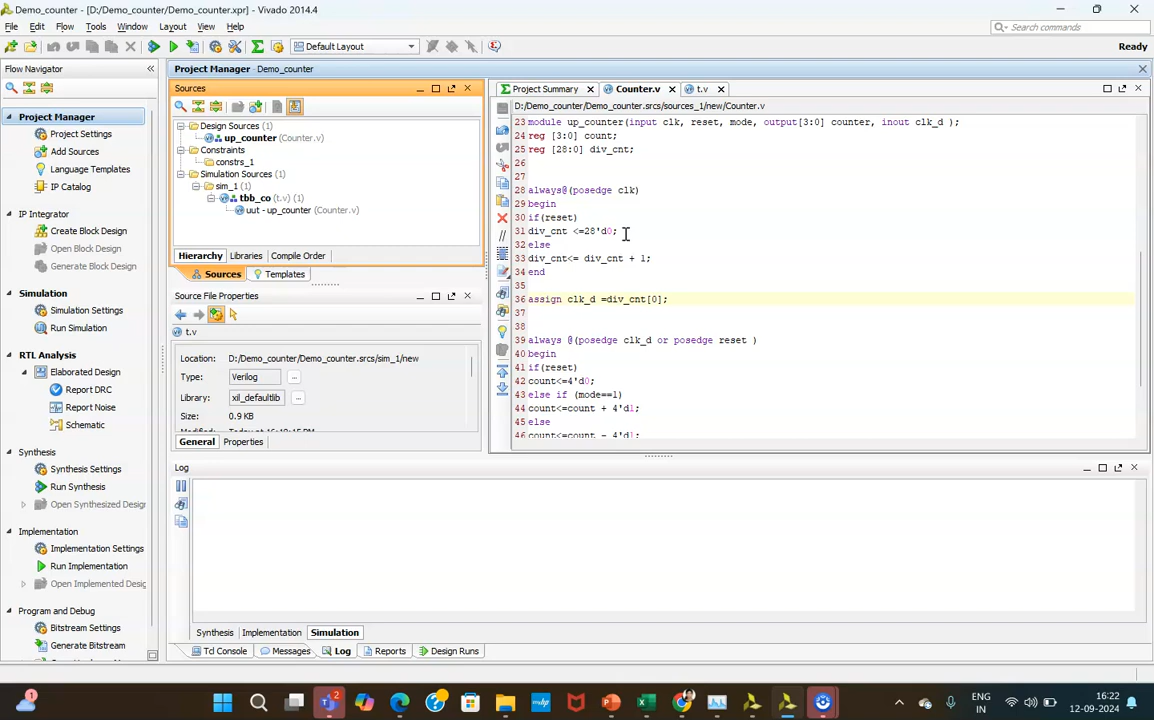 Demo_counter - [D:/Demo_counter/Demo_counter.xpr] - Vivado 2014.4
File Edit Flow Tools Window Layout View Help
Search commands
Default Layout
Ready
Flow Navigator
Project Manager
Project Settings
Add Sources
Language Templates
IP Catalog
IP Integrator
Create Block Design
Open Block Design
Generate Block Design
Simulation
Simulation Settings
Run Simulation
RTL Analysis
Elaborated Design
Report DRC
Report Noise
Schematic
Synthesis
Synthesis Settings
Run Synthesis
Open Synthesized Design
Implementation
Implementation Settings
Run Implementation
Open Implemented Desig
Program and Debug
Bitstream Settings
Generate Bitstream
Project Manager - Demo_counter
Sources
Design Sources (1)
up_counter (Counter.v)
Constraints
constrs_1
Simulation Sources (1)
sim_1 (1)
tbb_co (t.v) (1)
uut - up_counter (Counter.v)
Hierarchy Libraries Compile Order
Sources Templates
Source File Properties
t.v
Location: D:/Demo_counter/Demo_counter.srcs/sim_1/new
Type: Verilog ...
Library: xil_defaultlib ...
Size: 0.9 KB
General Properties
Project Summary Counter.v t.v
D:/Demo_counter/Demo_counter.srcs/sources_1/new/Counter.v
23 module up_counter(input clk, reset, mode, output[3:0] counter, inout clk_d );
24 reg [3:0] count;
25 reg [28:0] div_cnt;
26
27
28 always@(posedge clk)
29 begin
30 if(reset)
31 div_cnt <=28'd0;
32 else
33 div_cnt<= div_cnt + 1;
34 end
35
36 assign clk_d =div_cnt[0];
37
38
39 always @(posedge clk_d or posedge reset )
40 begin
41 if(reset)
42 count<=4'd0;
43 else if (mode==1)
44 count<=count + 4'd1;
45 else
46 count<=count - 4'd1;
Log
Synthesis Implementation Simulation
Tcl Console Messages Log Reports Design Runs
1
2
ENG
IN
16:22
12-09-2024